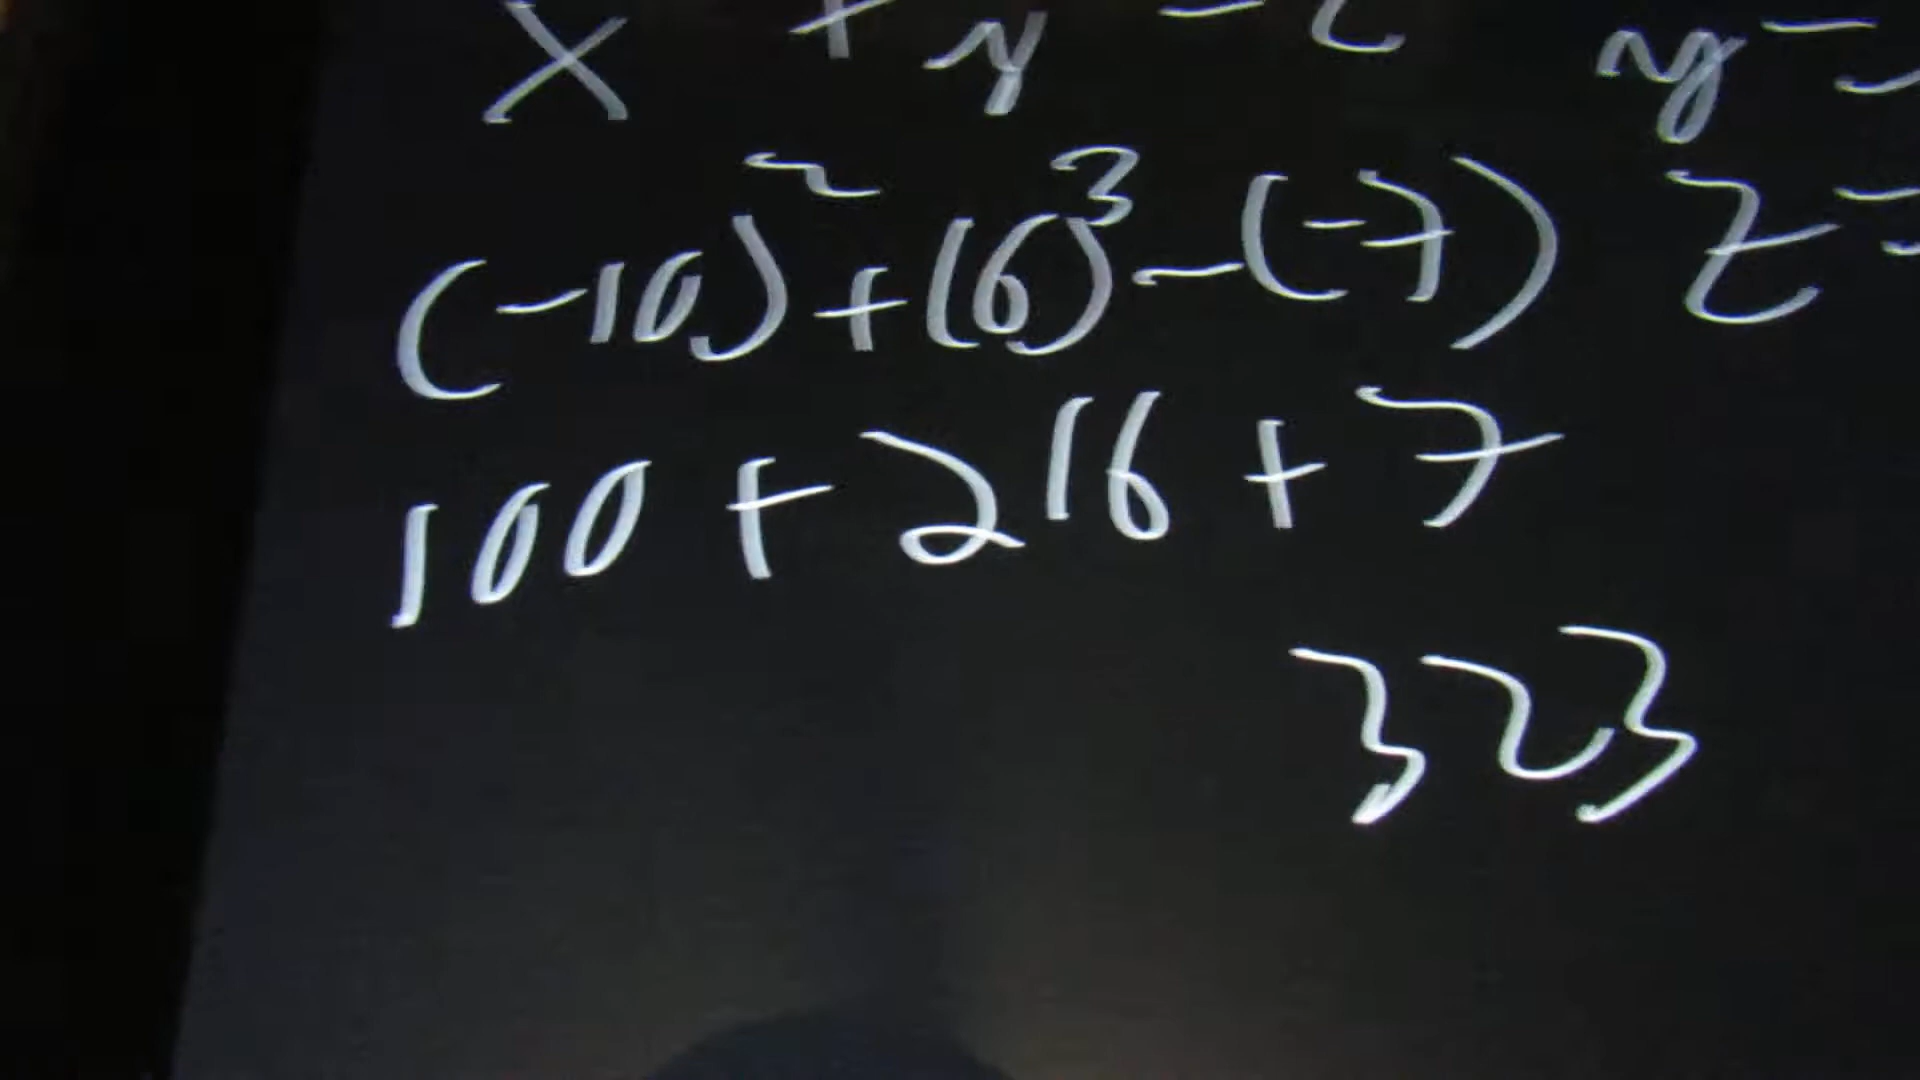 x + y - z y =
(-10)² + (6)³ - (-7) z =
100 + 216 + 7
323